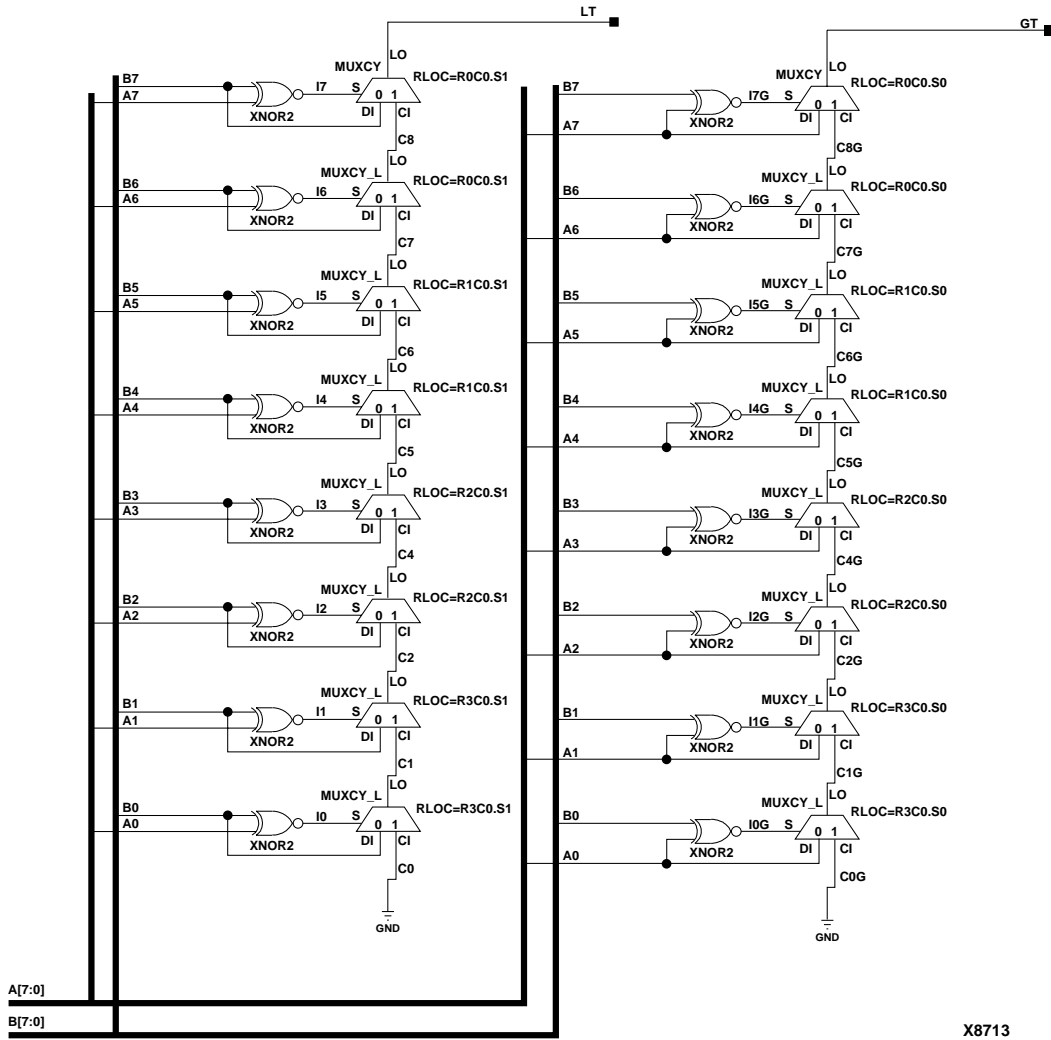 LT
GT
LO
MUXCY
RLOC=R0C0.S1
B7
A7
I7
S
0 1
DI
CI
XNOR2
C8
LO
MUXCY_L
RLOC=R0C0.S1
B6
A6
I6
S
0 1
DI
CI
XNOR2
C7
LO
MUXCY_L
RLOC=R1C0.S1
B5
A5
I5
S
0 1
DI
CI
XNOR2
C6
LO
MUXCY_L
RLOC=R1C0.S1
B4
A4
I4
S
0 1
DI
CI
XNOR2
C5
LO
MUXCY_L
RLOC=R2C0.S1
B3
A3
I3
S
0 1
DI
CI
XNOR2
C4
LO
MUXCY_L
RLOC=R2C0.S1
B2
A2
I2
S
0 1
DI
CI
XNOR2
C2
LO
MUXCY_L
RLOC=R3C0.S1
B1
A1
I1
S
0 1
DI
CI
XNOR2
C1
LO
MUXCY_L
RLOC=R3C0.S1
B0
A0
I0
S
0 1
DI
CI
XNOR2
C0
GND
LO
MUXCY
RLOC=R0C0.S0
B7
I7G
S
0 1
XNOR2
DI
CI
A7
C8G
LO
MUXCY_L
RLOC=R0C0.S0
B6
I6G
S
0 1
XNOR2
DI
CI
A6
C7G
LO
MUXCY_L
RLOC=R1C0.S0
B5
I5G
S
0 1
XNOR2
DI
CI
A5
C6G
LO
MUXCY_L
RLOC=R1C0.S0
B4
I4G
S
0 1
XNOR2
DI
CI
A4
C5G
LO
MUXCY_L
RLOC=R2C0.S0
B3
I3G
S
0 1
XNOR2
DI
CI
A3
C4G
LO
MUXCY_L
RLOC=R2C0.S0
B2
I2G
S
0 1
XNOR2
DI
CI
A2
C2G
LO
MUXCY_L
RLOC=R3C0.S0
B1
I1G
S
0 1
XNOR2
DI
CI
A1
C1G
LO
MUXCY_L
RLOC=R3C0.S0
B0
I0G
S
0 1
XNOR2
DI
CI
A0
C0G
GND
A[7:0]
B[7:0]
X8713